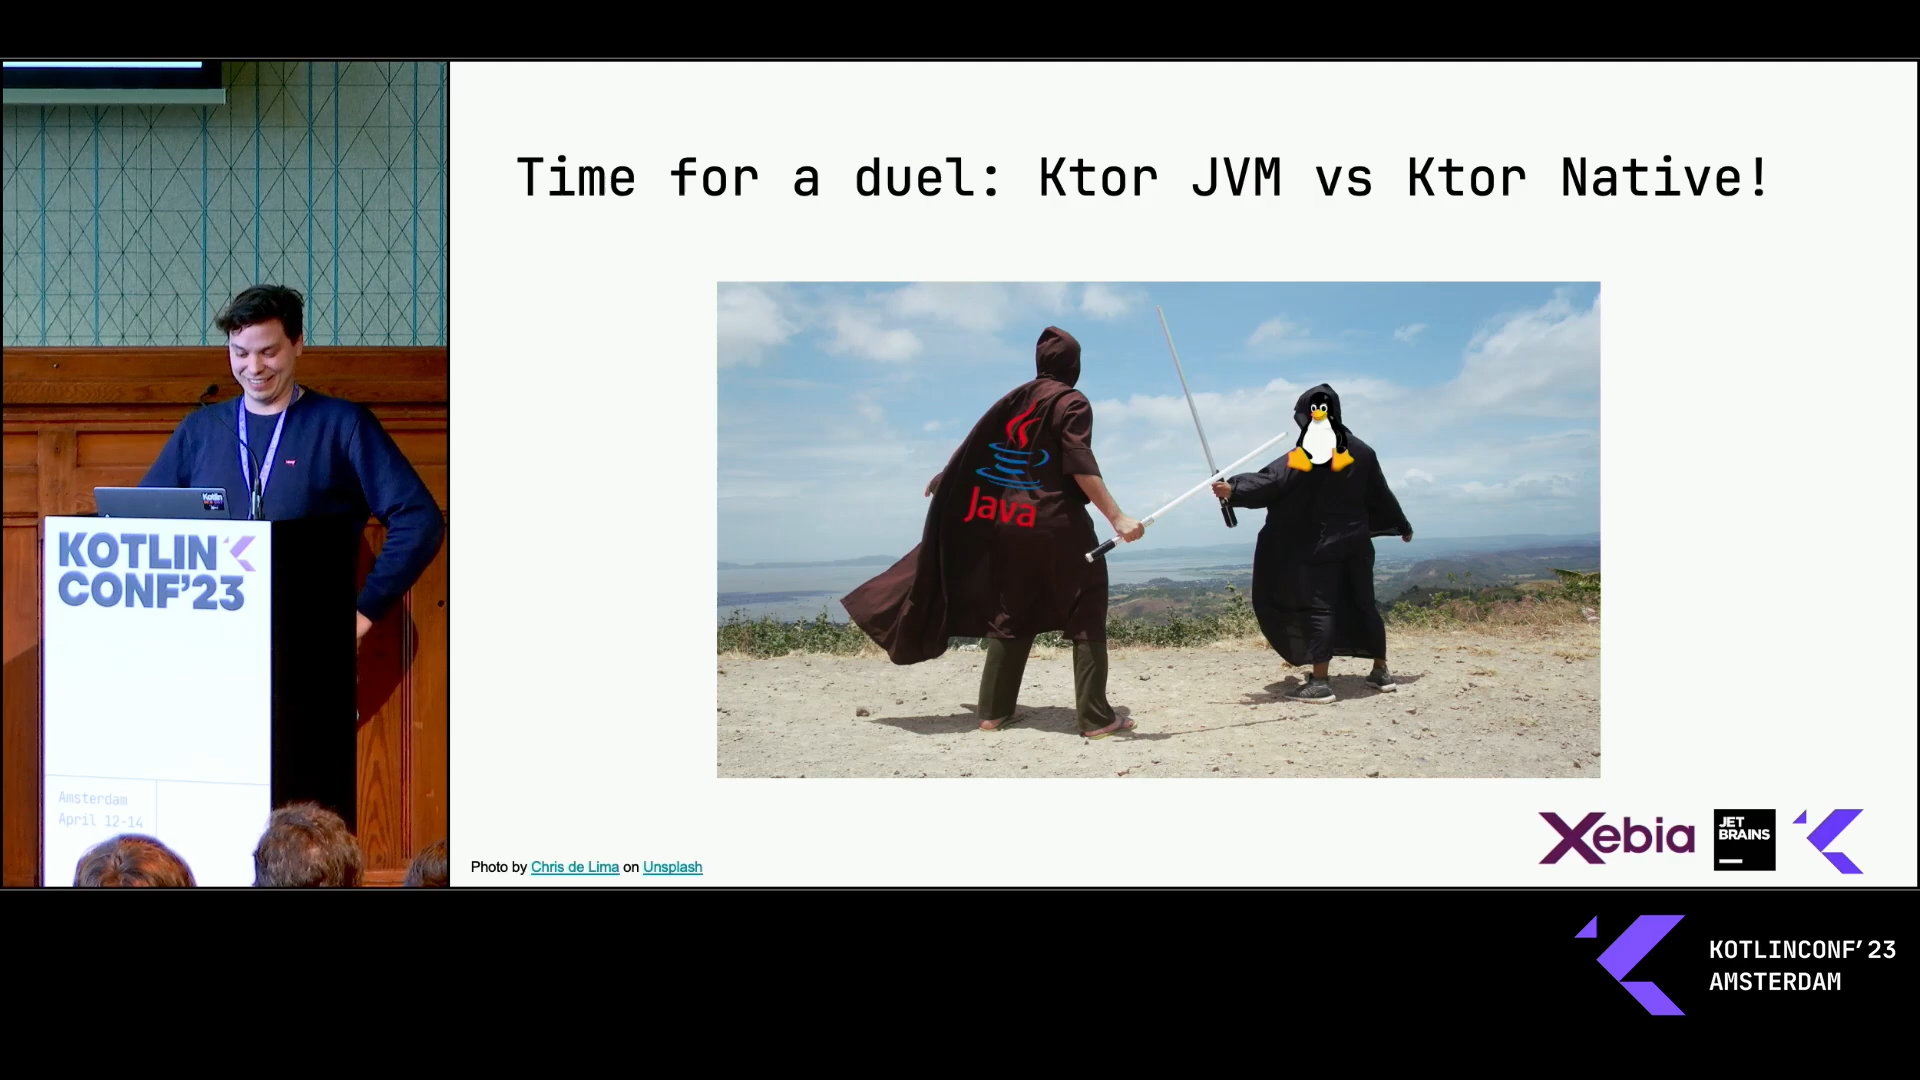 Time for a duel: Ktor JVM vs Ktor Native!
Java
Kotlin
KOTLIN
CONF'23
Amsterdam
April 12-14
Photo by Chris de Lima on Unsplash
Xebia
JET
BRAINS
KOTLINCONF'23
AMSTERDAM